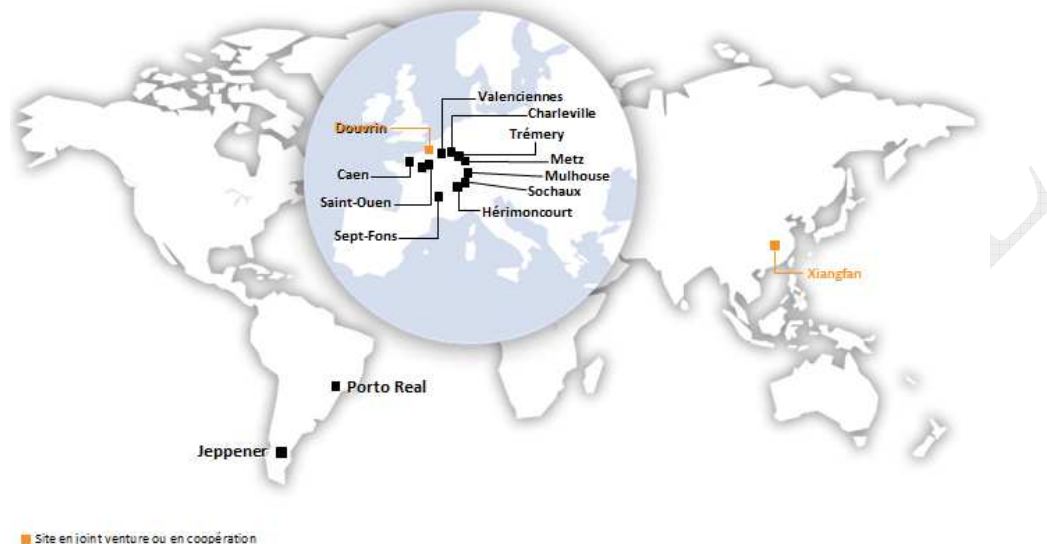 Valenciennes
Charleville
Douvrin
Trémery
Metz
Caen
Mulhouse
Sochaux
Saint-Ouen
Hérimoncourt
Sept-Fons
Xiangfan
Porto Real
Jeppener
Site en joint venture ou en coopération